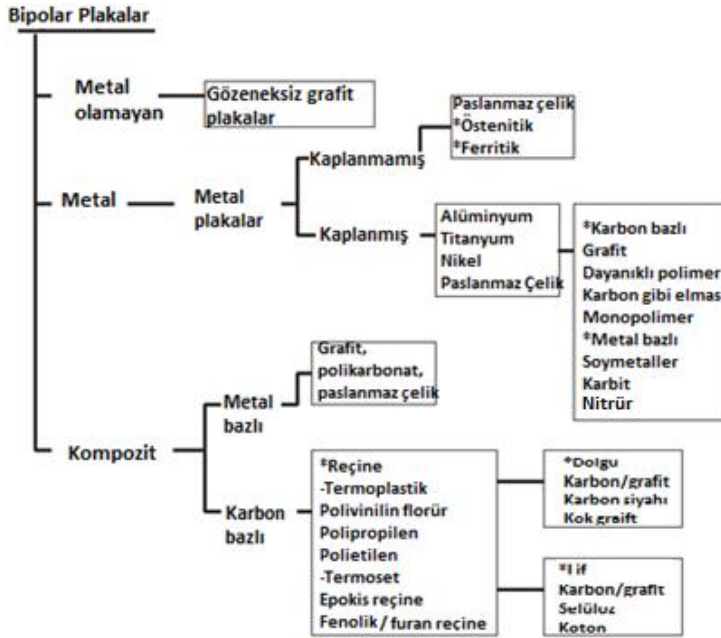 Bipolar Plakalar
Metal
olamayan
Gözeneksiz grafit
plakalar
Metal
Metal
plakalar
Kaplanmamış
Paslanmaz çelik
*Östenitik
*Ferritik
Kaplanmış
Alüminyum
Titanyum
Nikel
Paslanmaz Çelik
*Karbon bazlı
Grafit
Dayanıklı polimer
Karbon gibi elmas
Monopolimer
*Metal bazlı
Soymetaller
Karbit
Nitrür
Kompozit
Metal
bazlı
Grafit,
polikarbonat,
paslanmaz çelik
Karbon
bazlı
*Reçine
-Termoplastik
Polivinilin florür
Polipropilen
Polietilen
-Termoset
Epokis reçine
Fenolik / furan reçine
*Dolgu
Karbon/grafit
Karbon siyahı
Kok graift
*Lif
Karbon/grafit
Selüloz
Koton